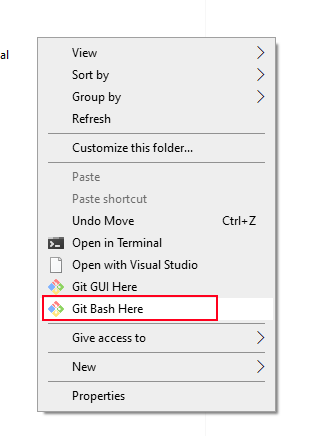 al
View
Sort by
Group by
Refresh
Customize this folder...
Paste
Paste shortcut
Undo Move Ctrl+Z
Open in Terminal
Open with Visual Studio
Git GUI Here
Git Bash Here
Give access to
New
Properties